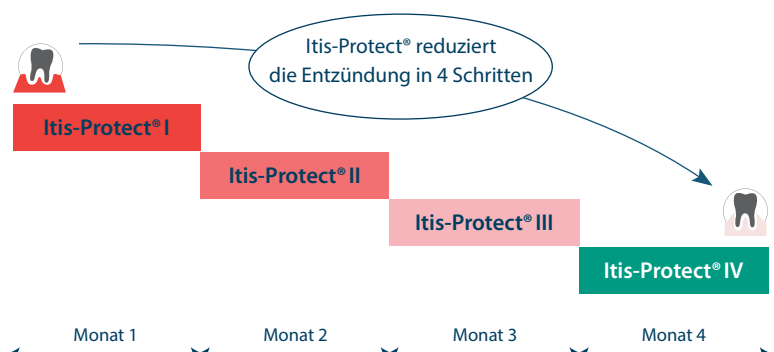 Itis-Protect® reduziert
die Entzündung in 4 Schritten
Itis-Protect® I
Itis-Protect® II
Itis-Protect® III
Itis-Protect® IV
Monat 1 Monat 2 Monat 3 Monat 4